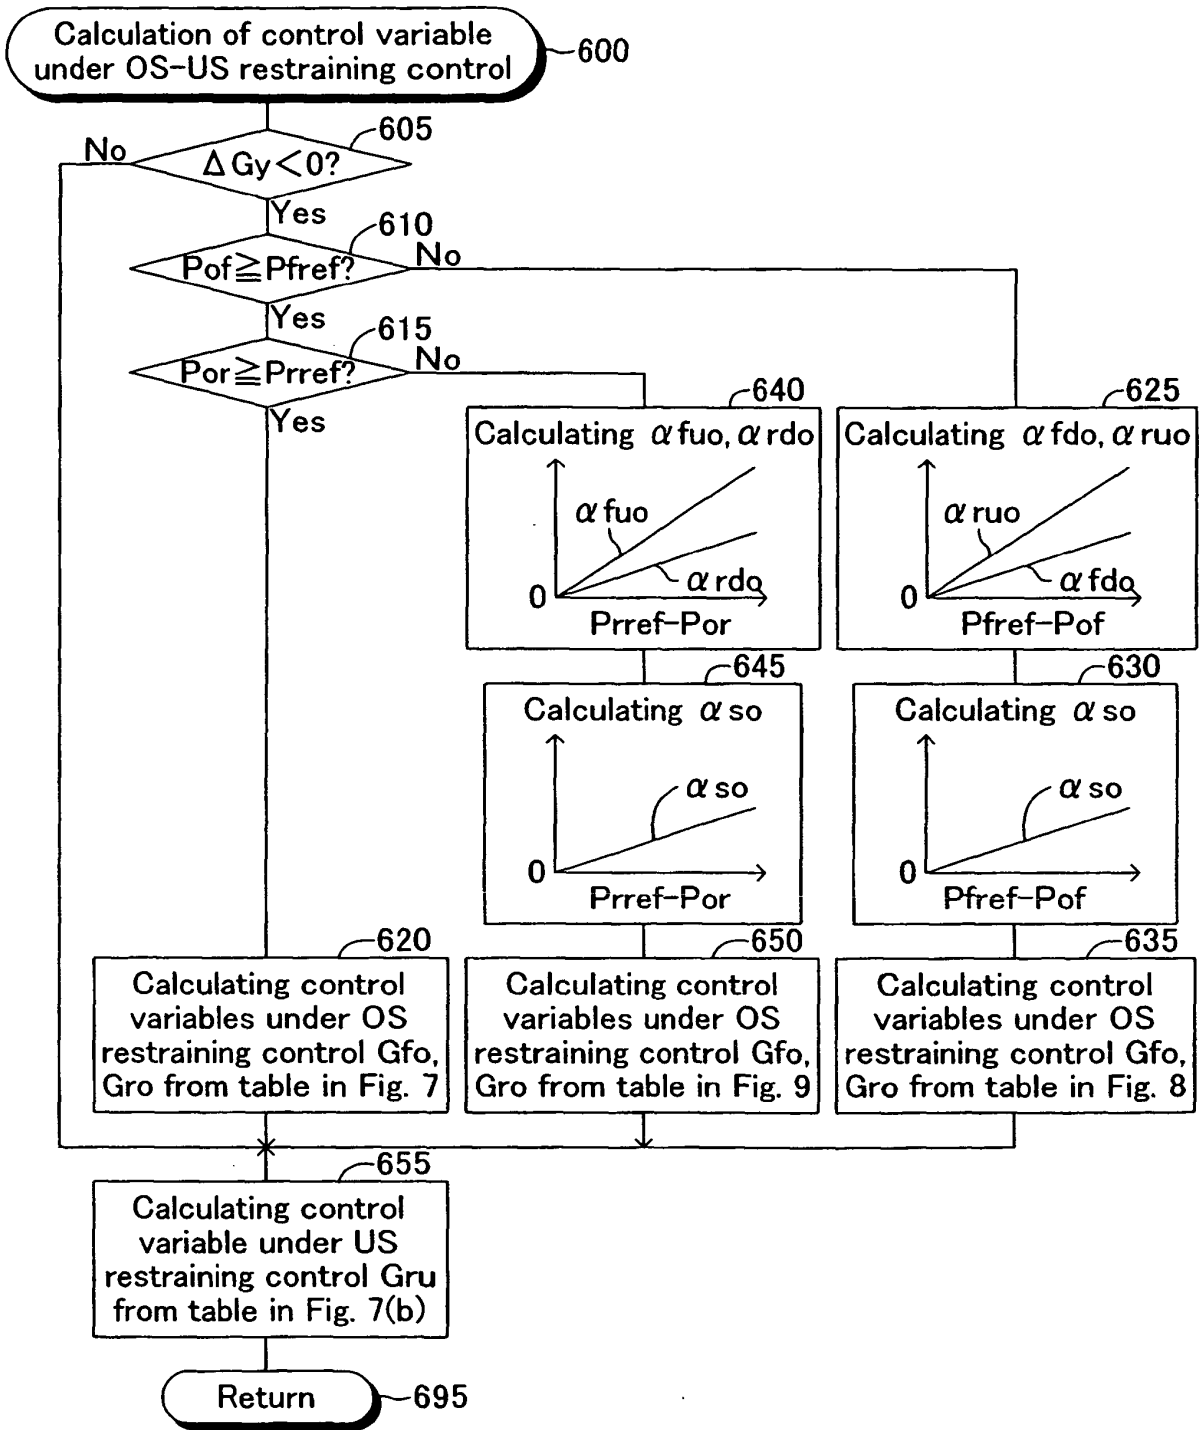 Calculation of control variable
under OS-US restraining control
600
605
No
ΔGy<0?
Yes
610
No
Pof≧Pfref?
Yes
615
No
Por≧Prref?
Yes
640
Calculating αfuo, αrdo
αfuo
αrdo
0
Prref-Por
625
Calculating αfdo, αruo
αruo
αfdo
0
Pfref-Pof
645
Calculating αso
αso
0
Prref-Por
630
Calculating αso
αso
0
Pfref-Pof
620
Calculating control
variables under OS
restraining control Gfo,
Gro from table in Fig. 7
650
Calculating control
variables under OS
restraining control Gfo,
Gro from table in Fig. 9
635
Calculating control
variables under OS
restraining control Gfo,
Gro from table in Fig. 8
655
Calculating control
variable under US
restraining control Gru
from table in Fig. 7(b)
Return
695